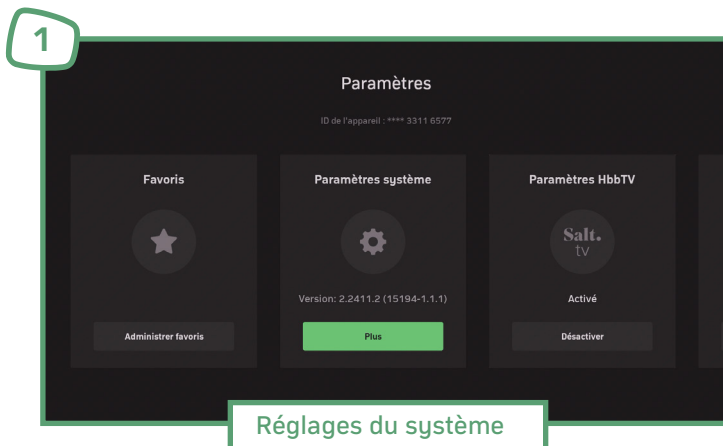 1
Paramètres
ID de l'appareil : **** 3311 6577
Favoris
Administrer favoris
Paramètres système
Version: 2.2411.2 (15194-1.1.1)
Plus
Paramètres HbbTV
Salt.
tv
Activé
Désactiver
Réglages du système